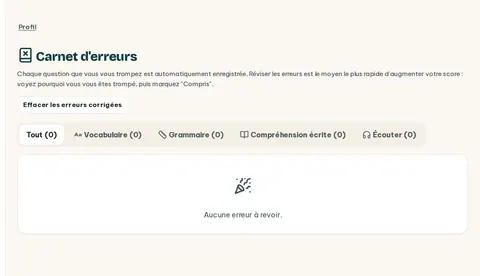 Profil
Carnet d'erreurs
Chaque question que vous vous trompez est automatiquement enregistrée. Réviser les erreurs est le moyen le plus rapide d'augmenter votre score :
voyez pourquoi vous vous êtes trompé, puis marquez "Compris".
Effacer les erreurs corrigées
Tout (0) Aa Vocabulaire (0) Grammaire (0) Compréhension écrite (0) Écouter (0)
Aucune erreur à revoir.